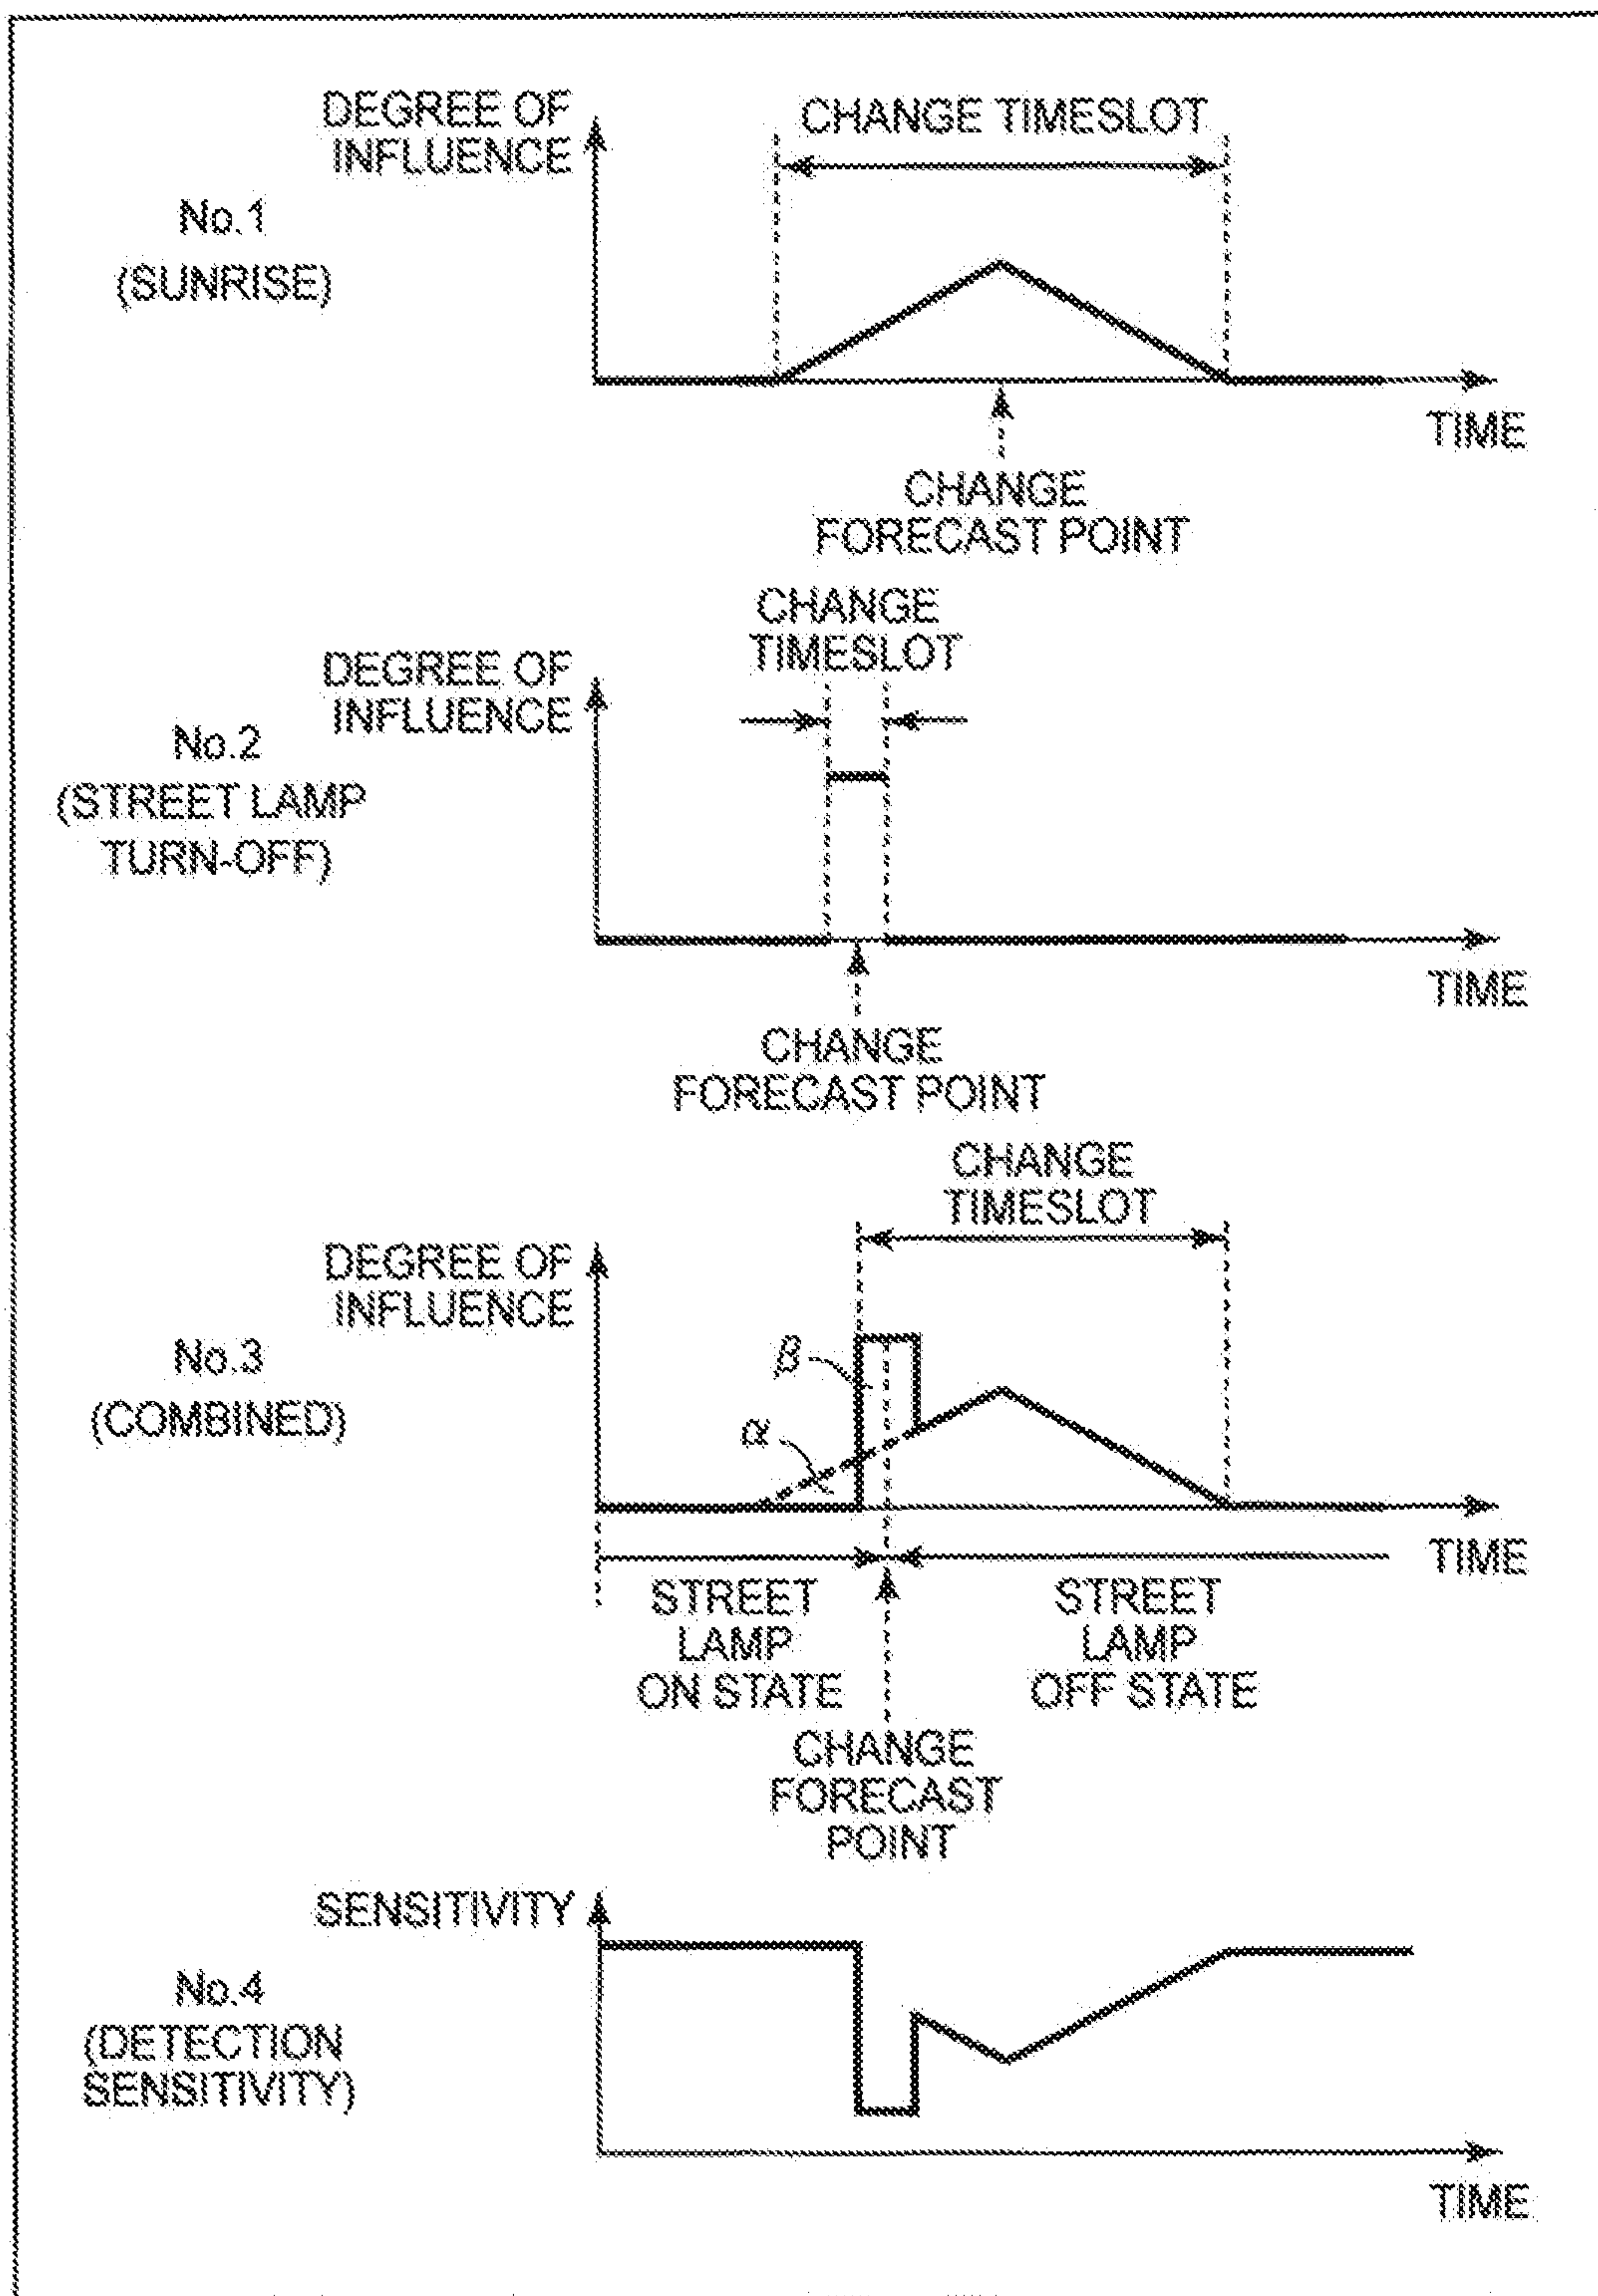 DEGREE OF
INFLUENCE
CHANGE TIMESLOT
No.1
(SUNRISE)
TIME
CHANGE
FORECAST POINT
CHANGE
TIMESLOT
DEGREE OF
INFLUENCE
No.2
(STREET LAMP
TURN-OFF)
TIME
CHANGE
FORECAST POINT
CHANGE
TIMESLOT
DEGREE OF
INFLUENCE
No.3
(COMBINED)
β
α
TIME
STREET
LAMP
ON STATE
STREET
LAMP
OFF STATE
CHANGE
FORECAST
POINT
SENSITIVITY
No.4
(DETECTION
SENSITIVITY)
TIME